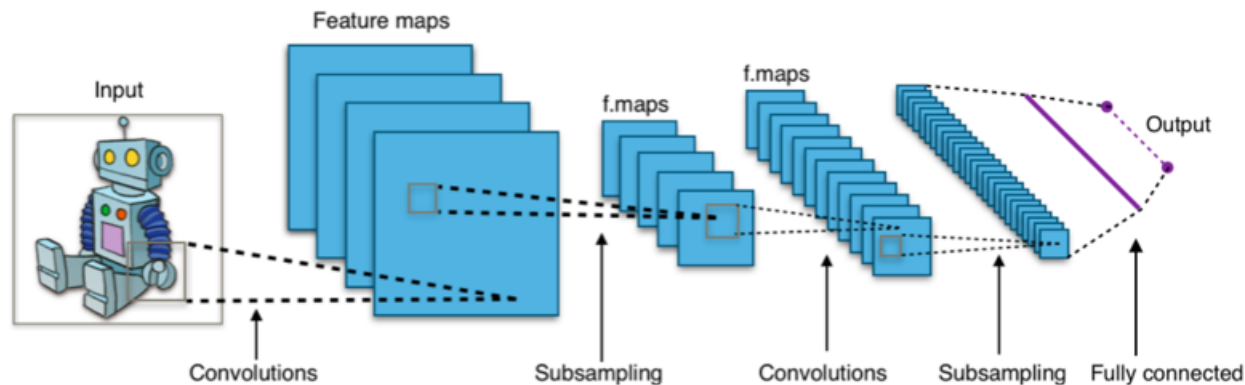 Feature maps
Input
f.maps
f.maps
Output
Convolutions
Subsampling
Convolutions
Subsampling
Fully connected